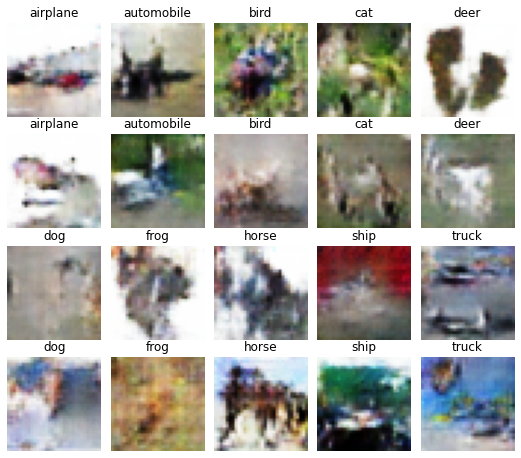 airplane automobile bird cat deer
airplane automobile bird cat deer
dog frog horse ship truck
dog frog horse ship truck